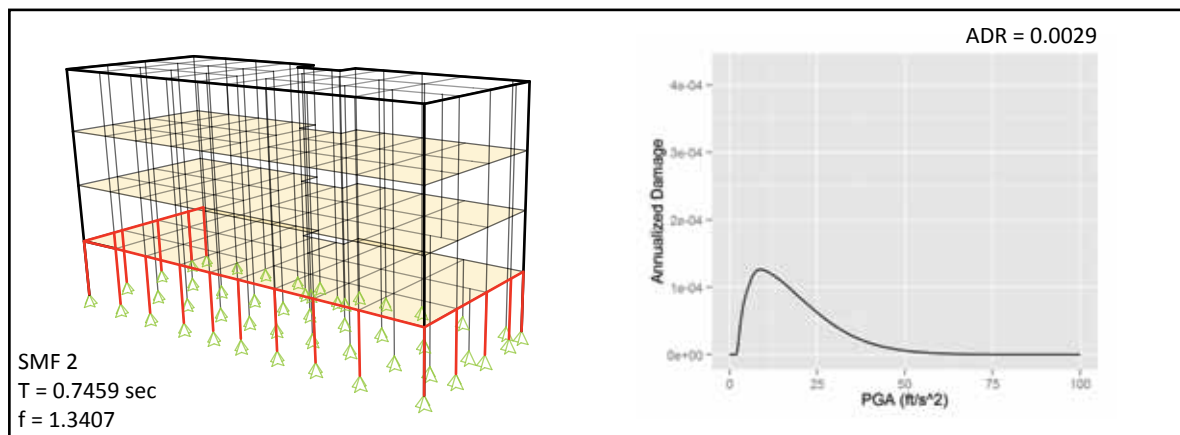 ADR = 0.0029
Annualized Damage
4e-04
3e-04
2e-04
1e-04
0e+00
0
25
50
75
100
PGA (ft/s^2)
SMF 2
T = 0.7459 sec
f = 1.3407